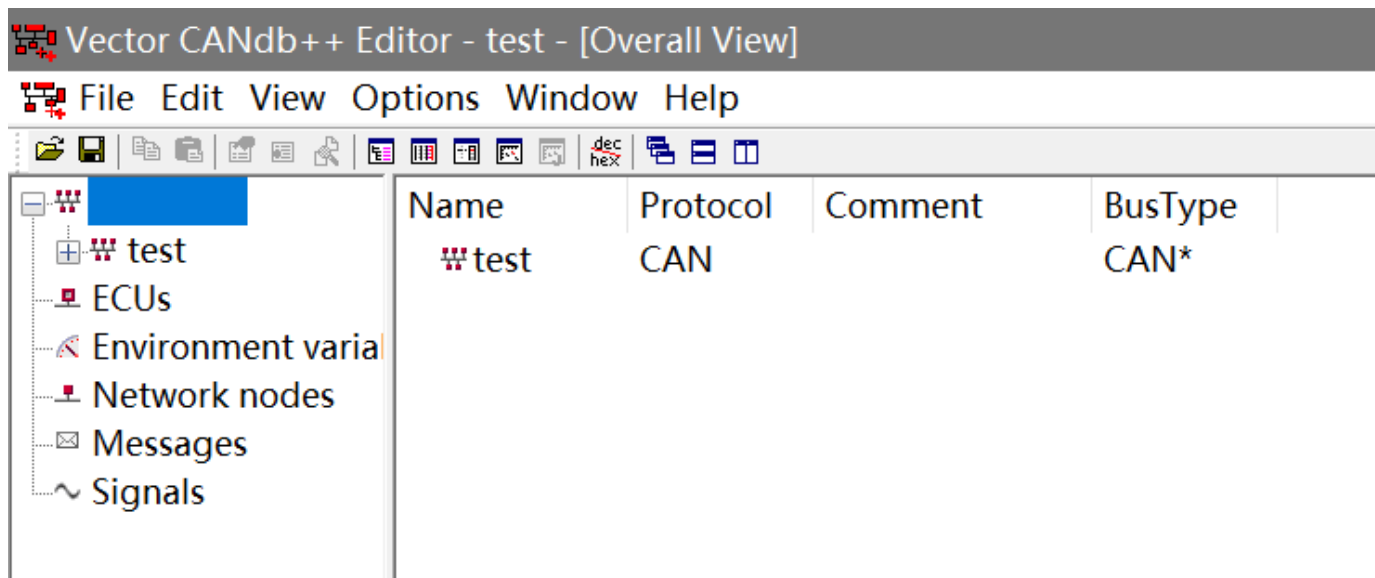 Vector CANdb++ Editor - test - [Overall View]
File Edit View Options Window Help
dec
hex
Name Protocol Comment BusType
test CAN CAN*
test
ECUs
Environment varia
Network nodes
Messages
Signals